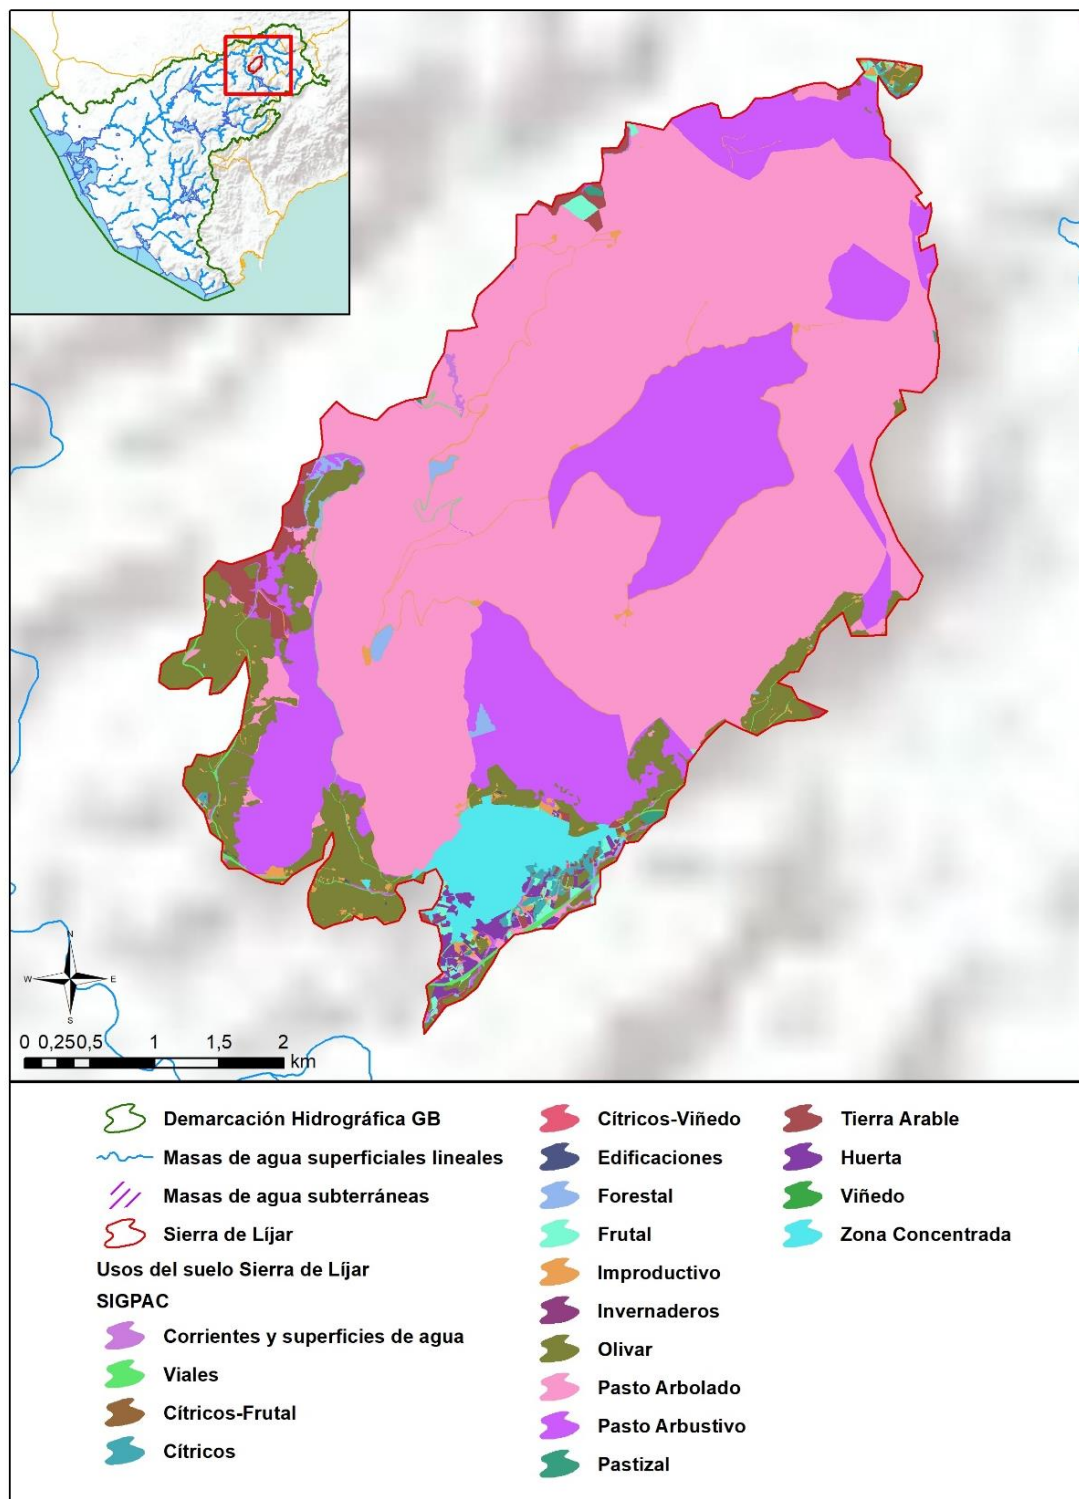 N
W E
S
0 0,25 0,5 1 1,5 2
km
Demarcación Hidrográfica GB
Masas de agua superficiales lineales
Masas de agua subterráneas
Sierra de Líjar
Usos del suelo Sierra de Líjar
SIGPAC
Corrientes y superficies de agua
Viales
Cítricos-Frutal
Cítricos
Cítricos-Viñedo
Edificaciones
Forestal
Frutal
Improductivo
Invernaderos
Olivar
Pasto Arbolado
Pasto Arbustivo
Pastizal
Tierra Arable
Huerta
Viñedo
Zona Concentrada